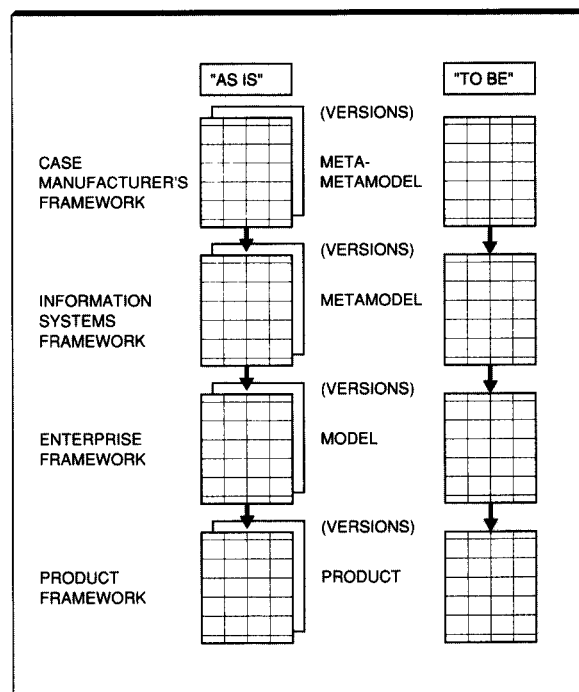 "AS IS"
"TO BE"
CASE
MANUFACTURER'S
FRAMEWORK
(VERSIONS)
META-
METAMODEL
INFORMATION
SYSTEMS
FRAMEWORK
(VERSIONS)
METAMODEL
ENTERPRISE
FRAMEWORK
(VERSIONS)
MODEL
PRODUCT
FRAMEWORK
(VERSIONS)
PRODUCT